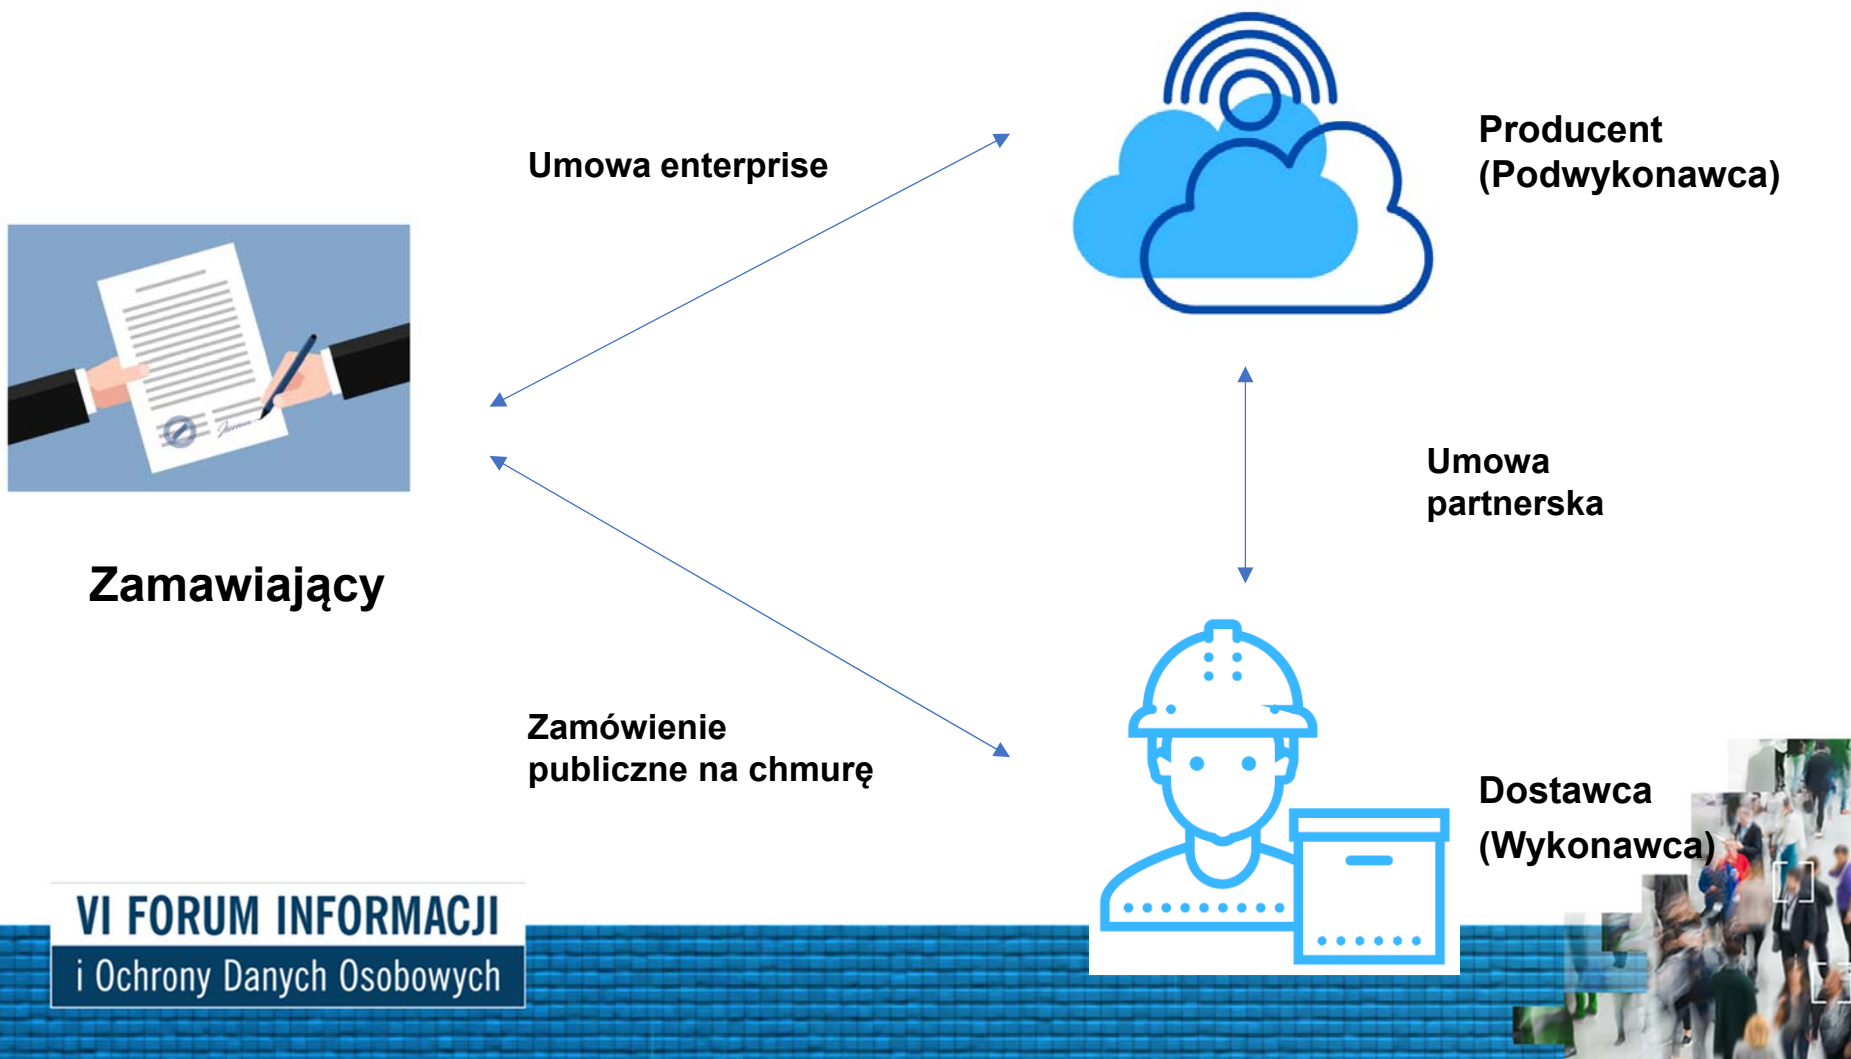 Umowa enterprise
Producent
(Podwykonawca)
Zamawiający
Umowa
partnerska
Zamówienie
publiczne na chmurę
Dostawca
(Wykonawca)
VI FORUM INFORMACJI
i Ochrony Danych Osobowych